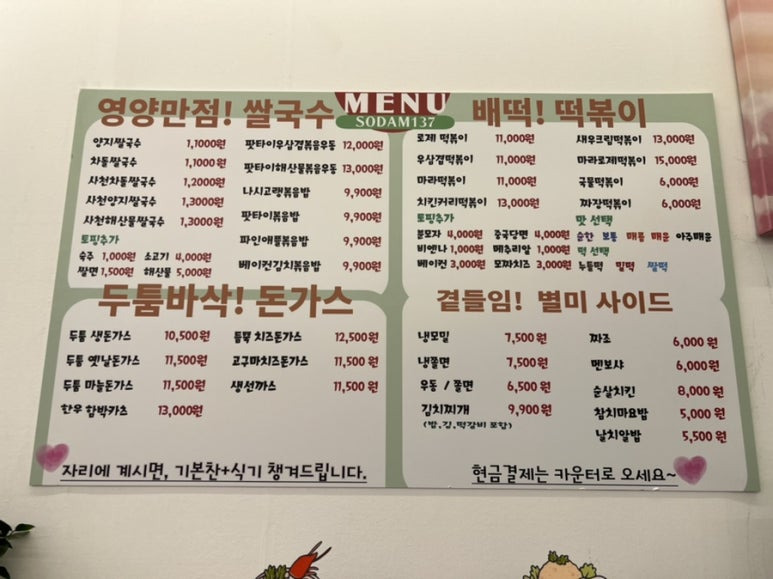 MENU
SODAM137
영양만점! 쌀국수
양지쌀국수 1,1000원
차돌쌀국수 1,1000원
사천차돌쌀국수 1,2000원
사천양지쌀국수 1,3000원
사천해산물쌀국수 1,3000원
토핑추가
숙주 1,000원 소고기 4,000원
쌀면 1,500원 해산물 5,000원
팟타이우삼겹볶음우동 12,000원
팟타이해산물볶음우동 13,000원
나시고랭볶음밥 9,900원
팟타이볶음밥 9,900원
파인애플볶음밥 9,900원
베이컨김치볶음밥 9,900원
배떡! 떡볶이
로제 떡볶이 11,000원
우삼겹떡볶이 11,000원
마라떡볶이 11,000원
치킨커리떡볶이 13,000원
새우크림떡볶이 13,000원
마라로제떡볶이 15,000원
국물떡볶이 6,000원
짜장떡볶이 6,000원
토핑추가
분모자 4,000원 중국당면 4,000원
비엔나 1,000원 메추리알 1,000원
베이컨 3,000원 모짜치즈 3,000원
맛 선택
순한 보통 매콤 매운 아주매운
떡 선택
누들떡 밀떡 쌀떡
두툼바삭! 돈가스
두툼 생돈가스 10,500원
두툼 옛날돈가스 11,500원
두툼 마늘돈가스 11,500원
한우 함박카츠 13,000원
듬뿍 치즈돈가스 12,500원
고구마치즈돈가스 11,500원
생선까스 11,500원
자리에 계시면, 기본찬+식기 챙겨드립니다.
곁들임! 별미 사이드
냉모밀 7,500원
냉쫄면 7,500원
우동 / 쫄면 6,500원
김치찌개 9,900원
(밥,김,떡갈비 포함)
짜조 6,000원
멘보샤 6,000원
순살치킨 8,000원
참치마요밥 5,000원
날치알밥 5,500원
현금결제는 카운터로 오세요~